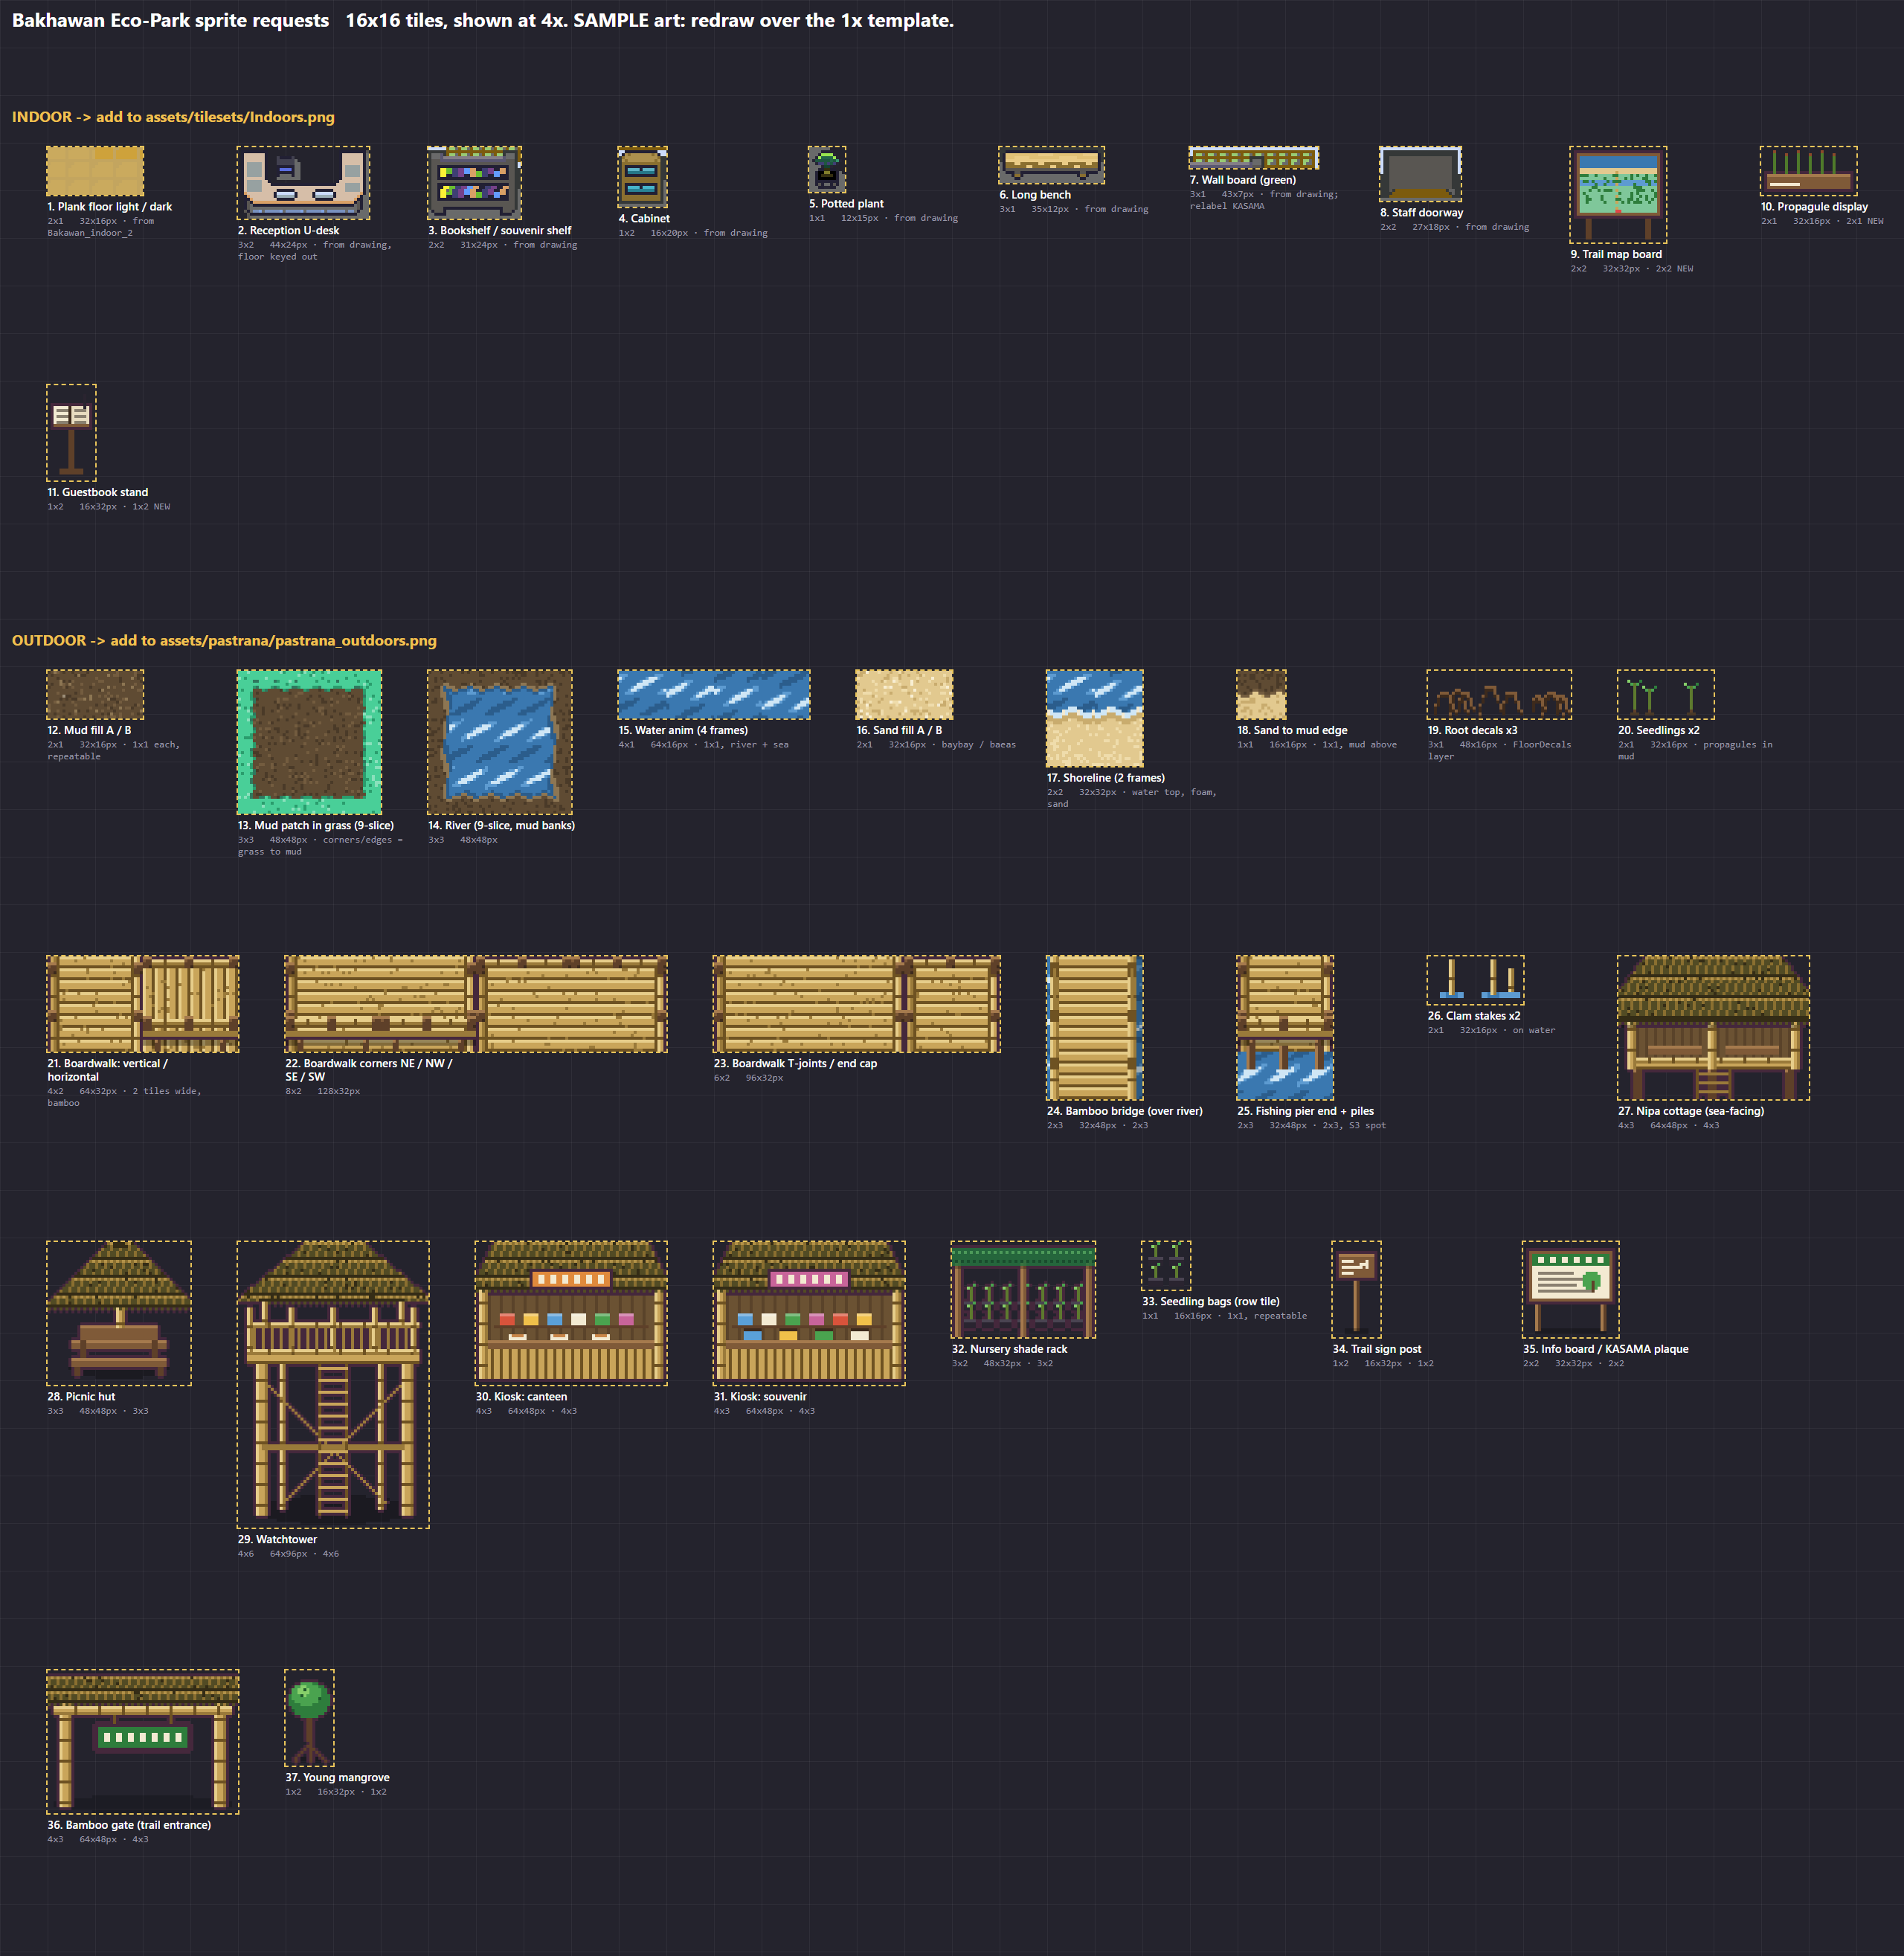 Bakhawan Eco-Park sprite requests   16x16 tiles, shown at 4x. SAMPLE art: redraw over the 1x template.
INDOOR -> add to assets/tilesets/Indoors.png
1. Plank floor light / dark
2x1   32x16px · from
Bakawan_indoor_2
2. Reception U-desk
3x2   44x24px · from drawing,
floor keyed out
3. Bookshelf / souvenir shelf
2x2   31x24px · from drawing
4. Cabinet
1x2   16x20px · from drawing
5. Potted plant
1x1   12x15px · from drawing
6. Long bench
3x1   35x12px · from drawing
7. Wall board (green)
3x1   43x7px · from drawing;
relabel KASAMA
8. Staff doorway
2x2   27x18px · from drawing
9. Trail map board
2x2   32x32px · 2x2 NEW
10. Propagule display
2x1   32x16px · 2x1 NEW
11. Guestbook stand
1x2   16x32px · 1x2 NEW
OUTDOOR -> add to assets/pastrana/pastrana_outdoors.png
12. Mud fill A / B
2x1   32x16px · 1x1 each,
repeatable
13. Mud patch in grass (9-slice)
3x3   48x48px · corners/edges =
grass to mud
14. River (9-slice, mud banks)
3x3   48x48px
15. Water anim (4 frames)
4x1   64x16px · 1x1, river + sea
16. Sand fill A / B
2x1   32x16px · baybay / baeas
17. Shoreline (2 frames)
2x2   32x32px · water top, foam,
sand
18. Sand to mud edge
1x1   16x16px · 1x1, mud above
19. Root decals x3
3x1   48x16px · FloorDecals
layer
20. Seedlings x2
2x1   32x16px · propagules in
mud
21. Boardwalk: vertical /
horizontal
4x2   64x32px · 2 tiles wide,
bamboo
22. Boardwalk corners NE / NW /
SE / SW
8x2   128x32px
23. Boardwalk T-joints / end cap
6x2   96x32px
24. Bamboo bridge (over river)
2x3   32x48px · 2x3
25. Fishing pier end + piles
2x3   32x48px · 2x3, S3 spot
26. Clam stakes x2
2x1   32x16px · on water
27. Nipa cottage (sea-facing)
4x3   64x48px · 4x3
28. Picnic hut
3x3   48x48px · 3x3
29. Watchtower
4x6   64x96px · 4x6
30. Kiosk: canteen
4x3   64x48px · 4x3
31. Kiosk: souvenir
4x3   64x48px · 4x3
32. Nursery shade rack
3x2   48x32px · 3x2
33. Seedling bags (row tile)
1x1   16x16px · 1x1, repeatable
34. Trail sign post
1x2   16x32px · 1x2
35. Info board / KASAMA plaque
2x2   32x32px · 2x2
36. Bamboo gate (trail entrance)
4x3   64x48px · 4x3
37. Young mangrove
1x2   16x32px · 1x2